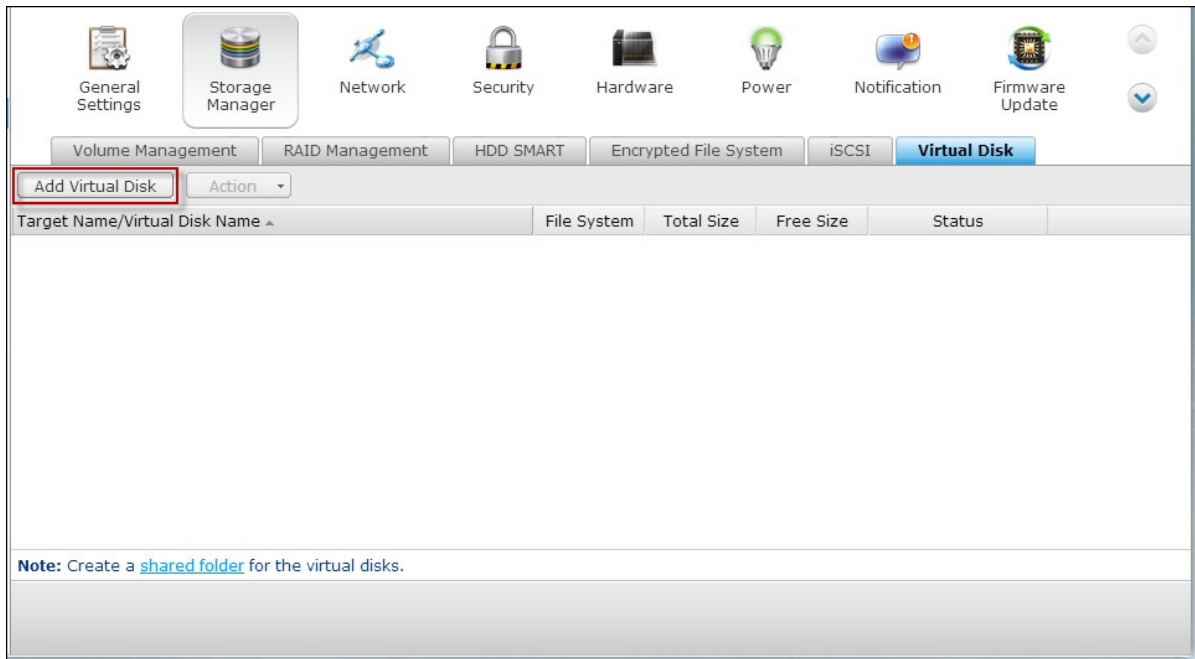 General Settings
Storage Manager
Network
Security
Hardware
Power
Notification
Firmware Update
Volume Management
RAID Management
HDD SMART
Encrypted File System
iSCSI
Virtual Disk
Add Virtual Disk
Action
Target Name/Virtual Disk Name
File System
Total Size
Free Size
Status
Note: Create a shared folder for the virtual disks.